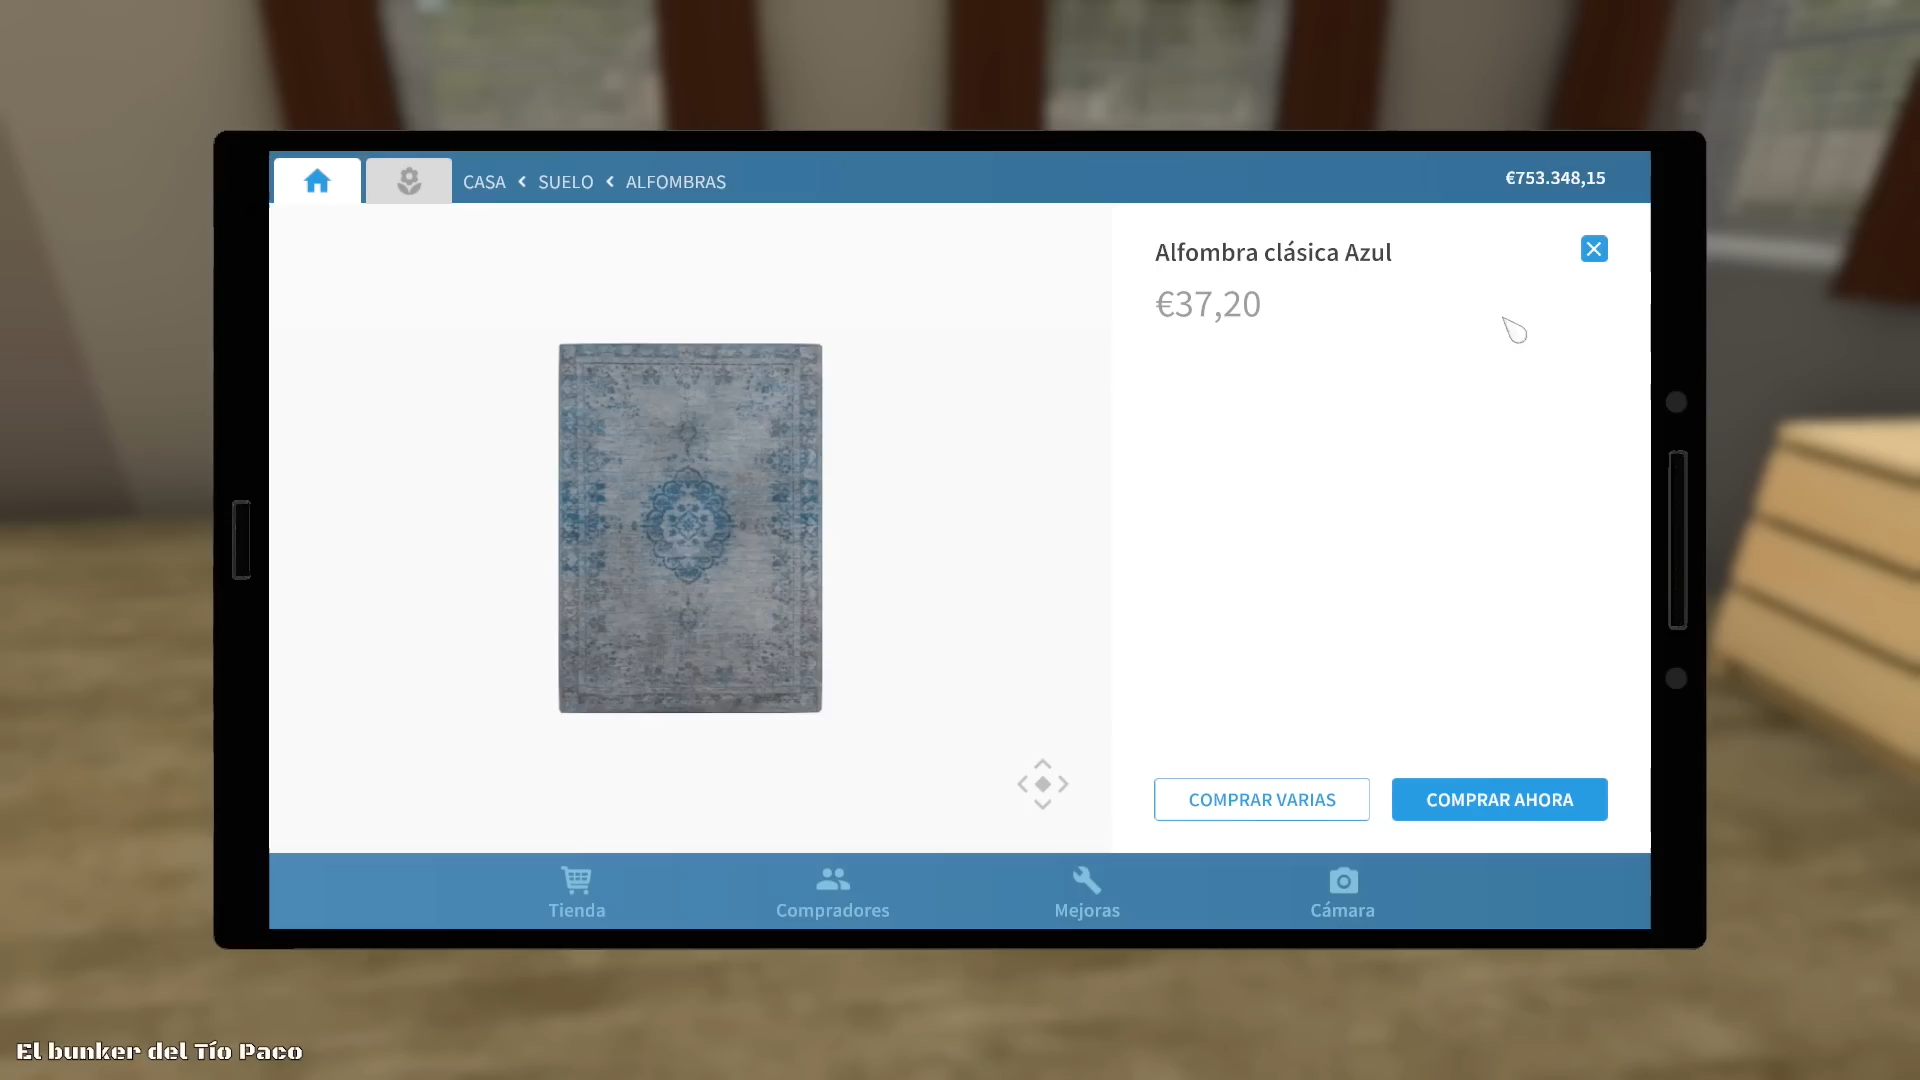 CASA < SUELO < ALFOMBRAS
€753.348,15
Alfombra clásica Azul
€37,20
COMPRAR VARIAS
COMPRAR AHORA
Tienda
Compradores
Mejoras
Cámara
El bunker del Tío Paco